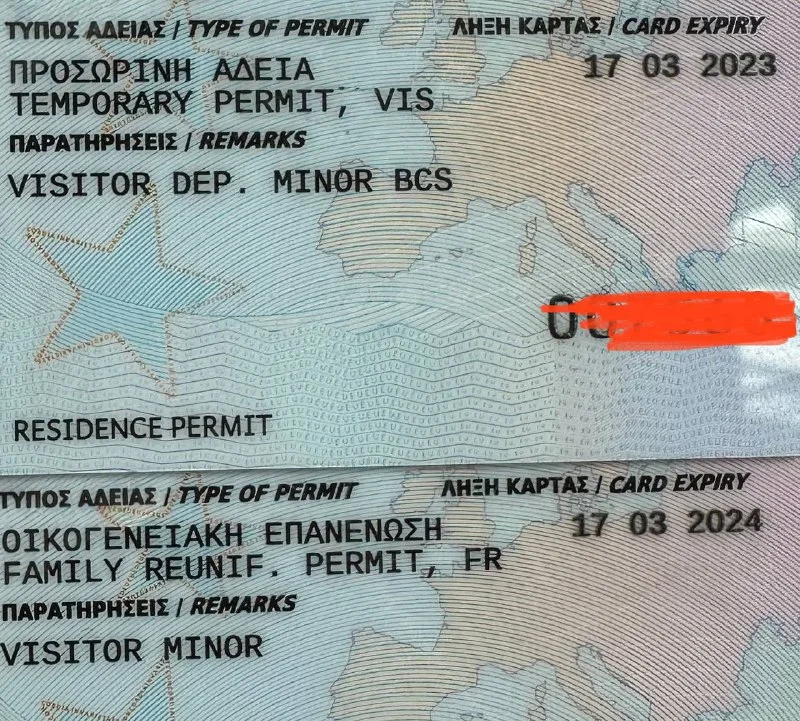 ΤΥΠΟΣ ΑΔΕΙΑΣ / TYPE OF PERMIT ΛΗΞΗ ΚΑΡΤΑΣ / CARD EXPIRY
ΠΡΟΣΩΡΙΝΗ ΑΔΕΙΑ 17 03 2023
TEMPORARY PERMIT, VIS
ΠΑΡΑΤΗΡΗΣΕΙΣ / REMARKS
VISITOR DEP. MINOR BCS
RESIDENCE PERMIT
ΤΥΠΟΣ ΑΔΕΙΑΣ / TYPE OF PERMIT ΛΗΞΗ ΚΑΡΤΑΣ / CARD EXPIRY
ΟΙΚΟΓΕΝΕΙΑΚΗ ΕΠΑΝΕΝΩΣΗ 17 03 2024
FAMILY REUNIF. PERMIT, FR
ΠΑΡΑΤΗΡΗΣΕΙΣ / REMARKS
VISITOR MINOR